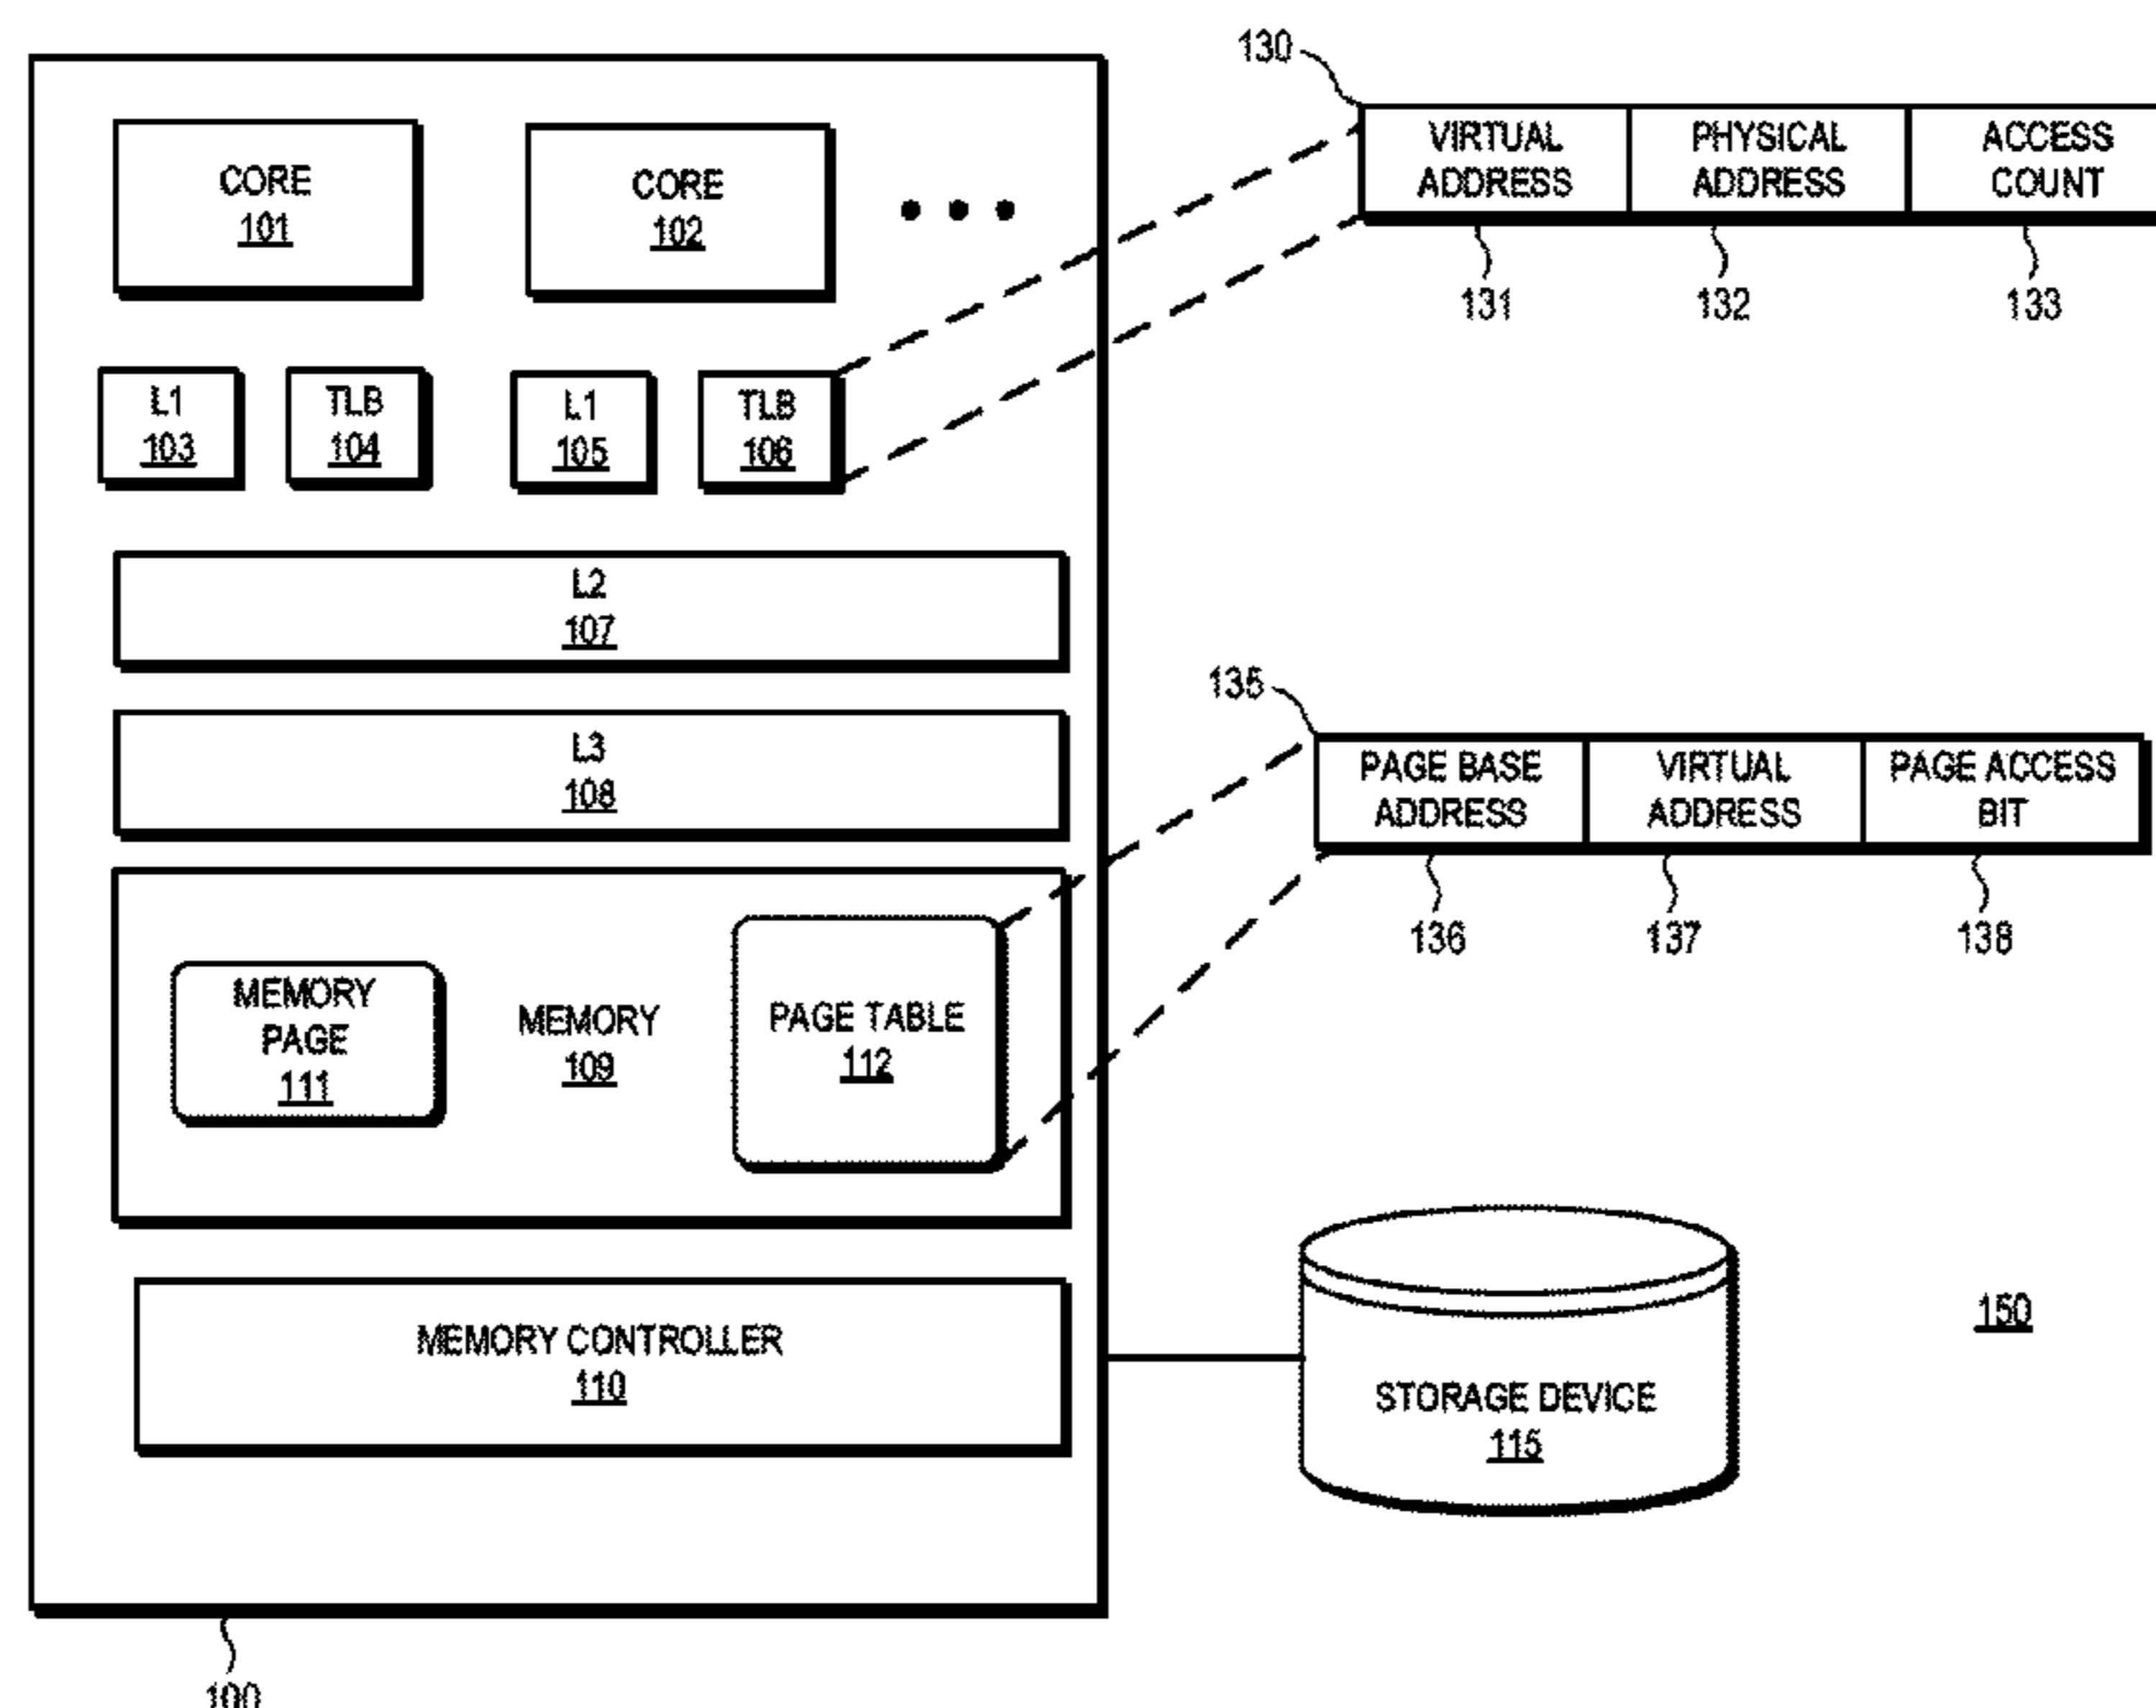 130
VIRTUAL
ADDRESS
PHYSICAL
ADDRESS
ACCESS
COUNT
131
132
133
CORE
101
CORE
102
L1
103
TLB
104
L1
105
TLB
106
L2
107
L3
108
135
PAGE BASE
ADDRESS
VIRTUAL
ADDRESS
PAGE ACCESS
BIT
136
137
138
MEMORY
PAGE
111
MEMORY
109
PAGE TABLE
112
MEMORY CONTROLLER
110
STORAGE DEVICE
115
150
100